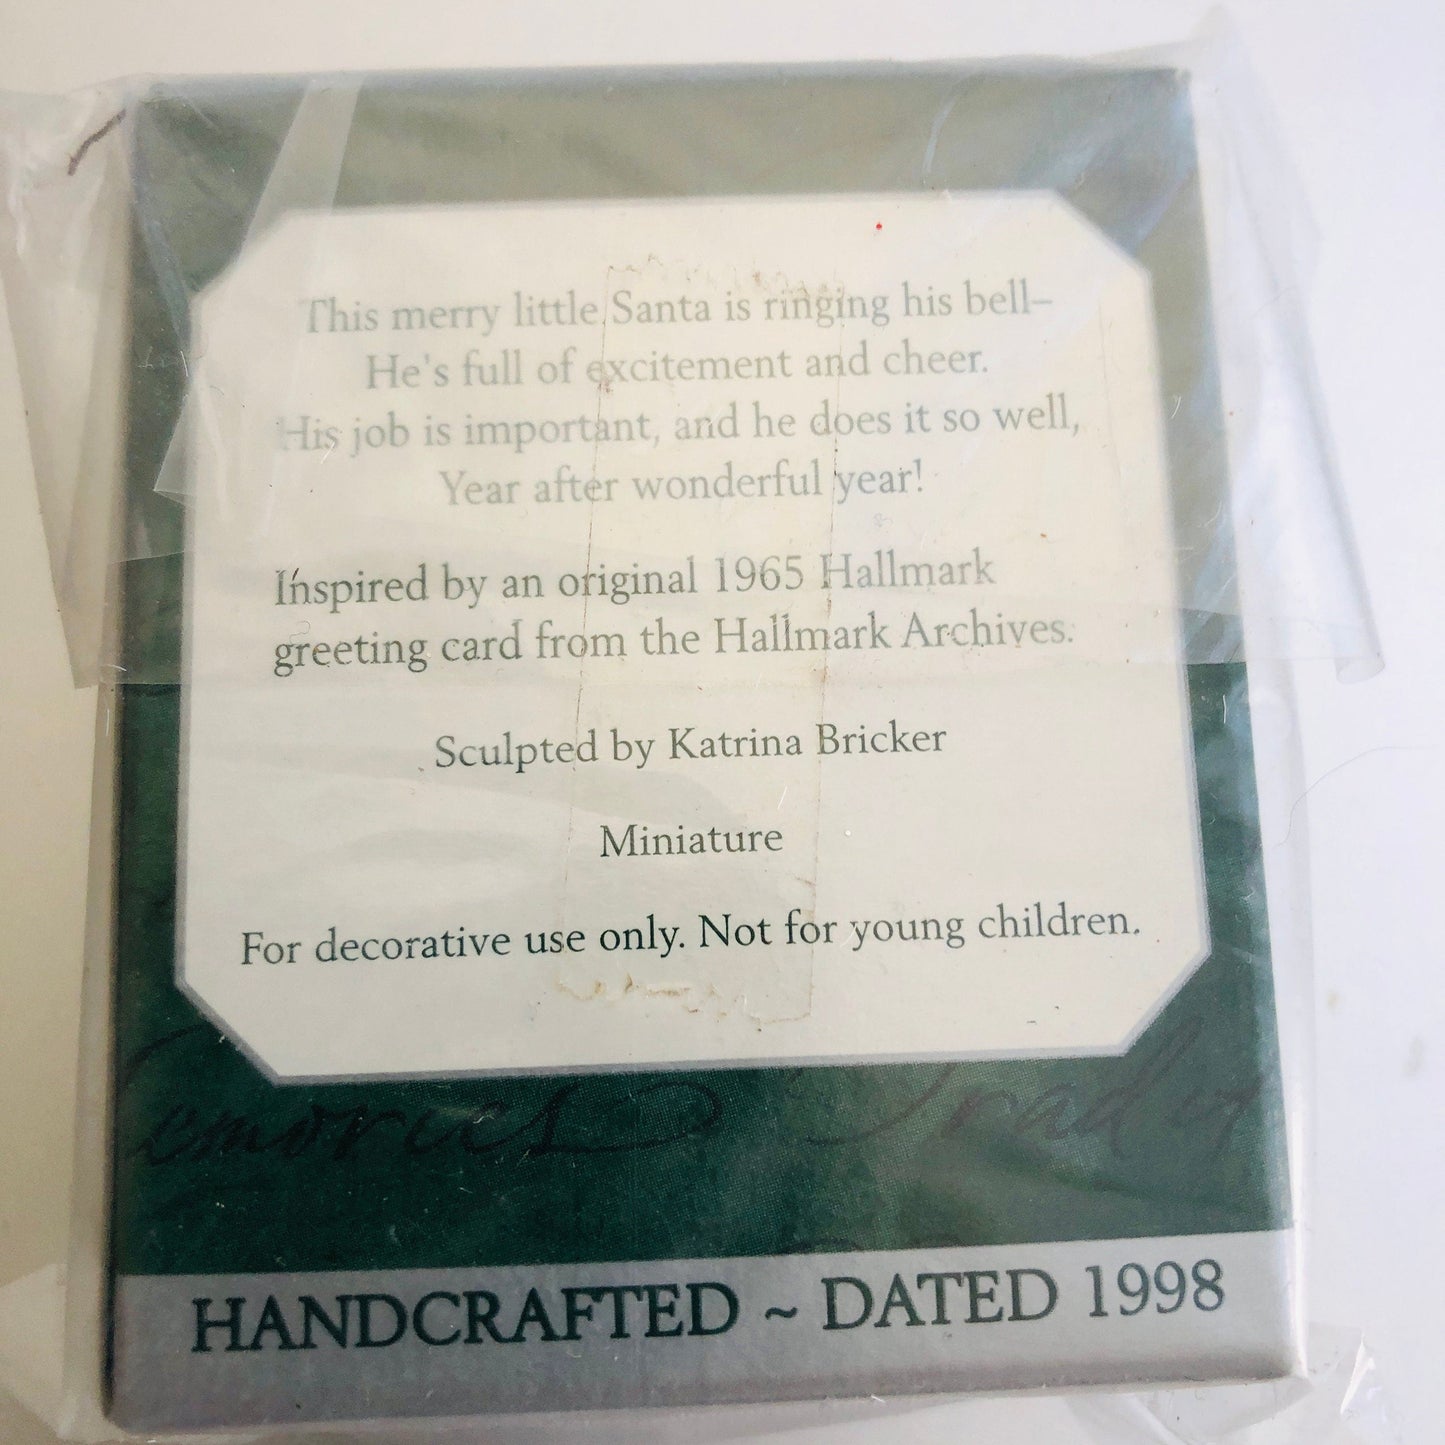 This merry little Santa is ringing his bell–
He's full of excitement and cheer.
His job is important, and he does it so well,
Year after wonderful year!
Inspired by an original 1965 Hallmark
greeting card from the Hallmark Archives.
Sculpted by Katrina Bricker
Miniature
For decorative use only. Not for young children.
Memories
HANDCRAFTED ~ DATED 1998